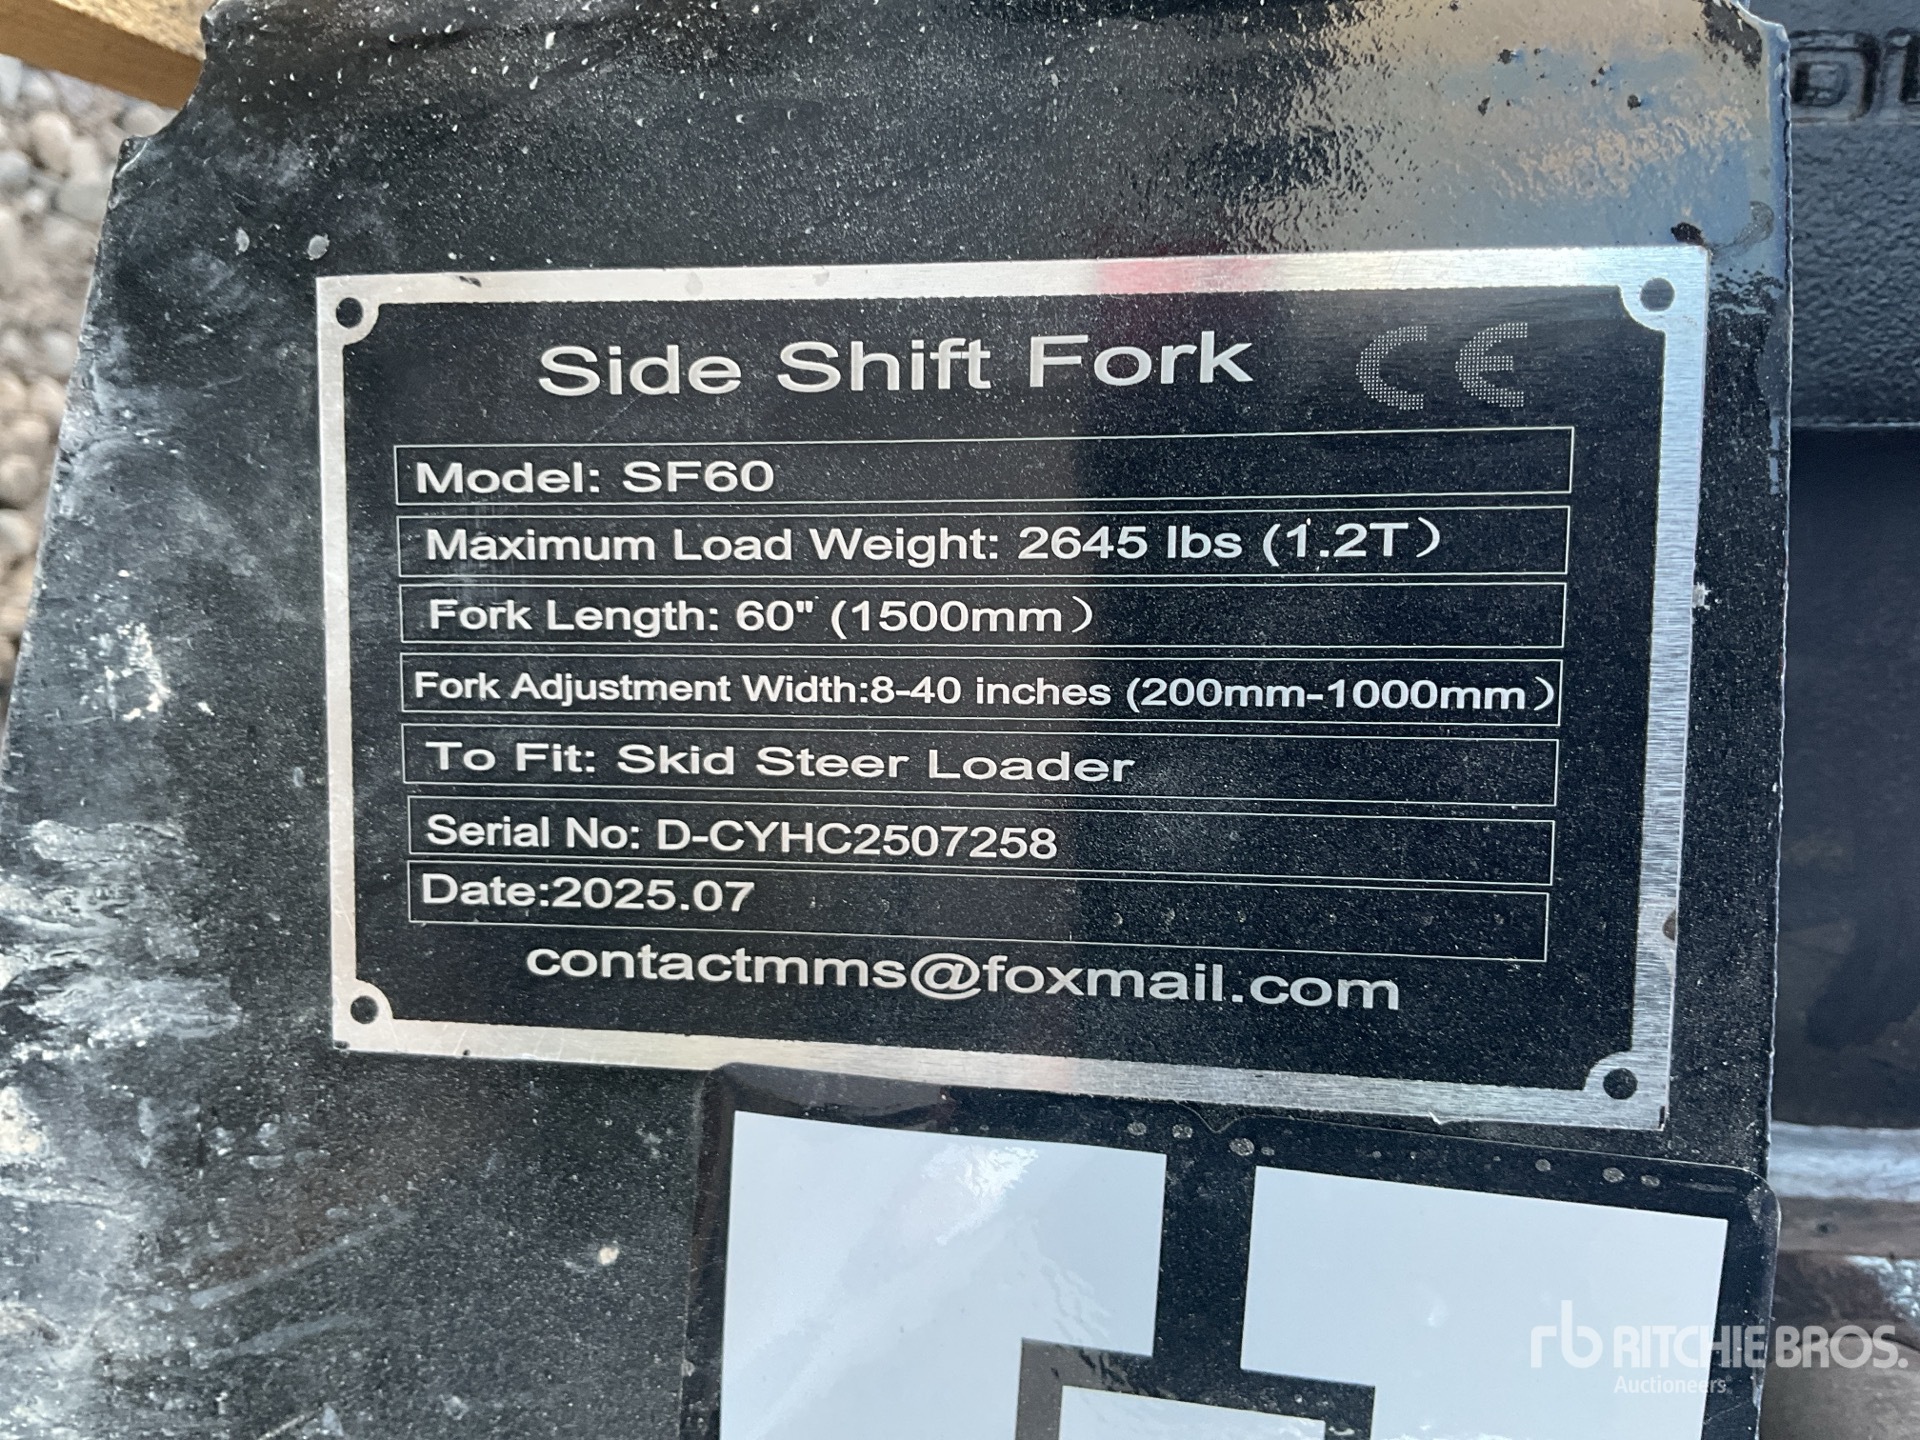 Side Shift Fork CE
Model: SF60
Maximum Load Weight: 2645 lbs (1.2T)
Fork Length: 60" (1500mm)
Fork Adjustment Width:8-40 inches (200mm-1000mm)
To Fit: Skid Steer Loader
Serial No: D-CYHC2507258
Date:2025.07
contactmms@foxmail.com
rb RITCHIE BROS.
Auctioneers